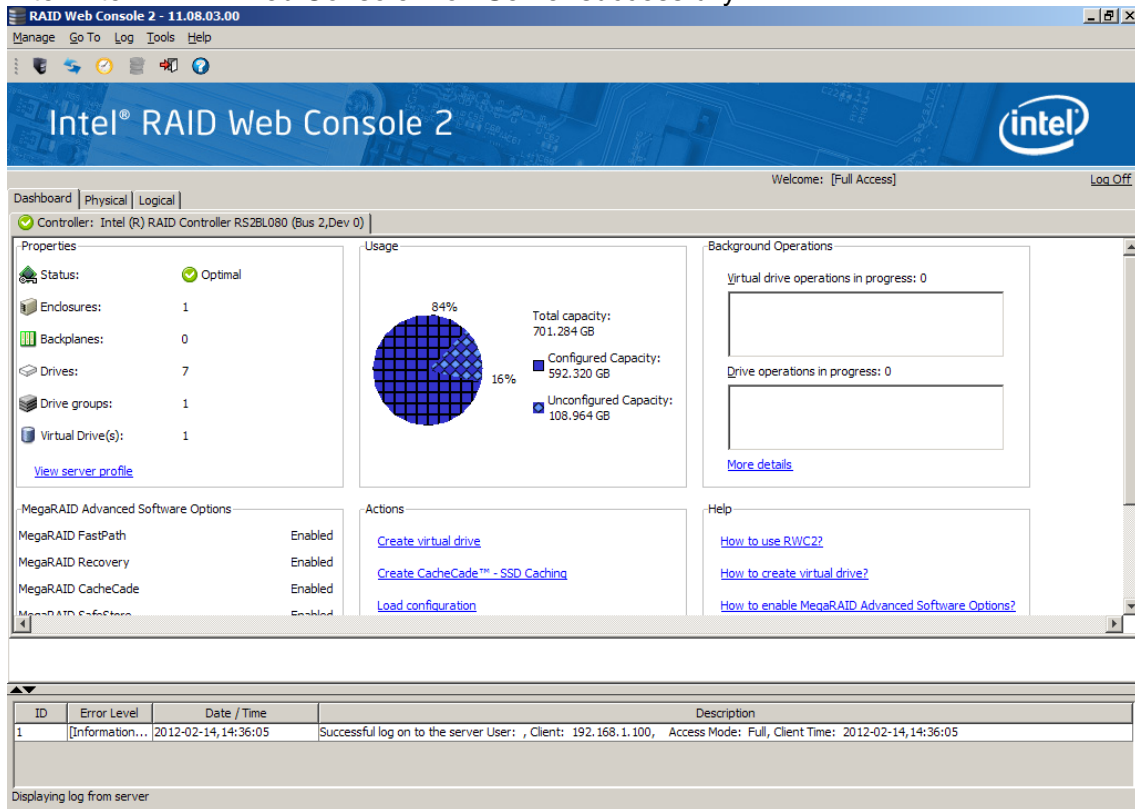 RAID Web Console 2 - 11.08.03.00
Manage Go To Log Tools Help
Intel® RAID Web Console 2
intel
Welcome: [Full Access]
Log Off
Dashboard Physical Logical
Controller: Intel (R) RAID Controller RS2BL080 (Bus 2,Dev 0)
Properties
Status: Optimal
Enclosures: 1
Backplanes: 0
Drives: 7
Drive groups: 1
Virtual Drive(s): 1
View server profile
Usage
84%
16%
Total capacity:
701.284 GB
Configured Capacity:
592.320 GB
Unconfigured Capacity:
108.964 GB
Background Operations
Virtual drive operations in progress: 0
Drive operations in progress: 0
More details
MegaRAID Advanced Software Options
MegaRAID FastPath Enabled
MegaRAID Recovery Enabled
MegaRAID CacheCade Enabled
MegaRAID SafeStore Enabled
Actions
Create virtual drive
Create CacheCade™ - SSD Caching
Load configuration
Help
How to use RWC2?
How to create virtual drive?
How to enable MegaRAID Advanced Software Options?
ID Error Level Date / Time Description
1 [Information... 2012-02-14,14:36:05 Successful log on to the server User: , Client: 192.168.1.100, Access Mode: Full, Client Time: 2012-02-14,14:36:05
Displaying log from server